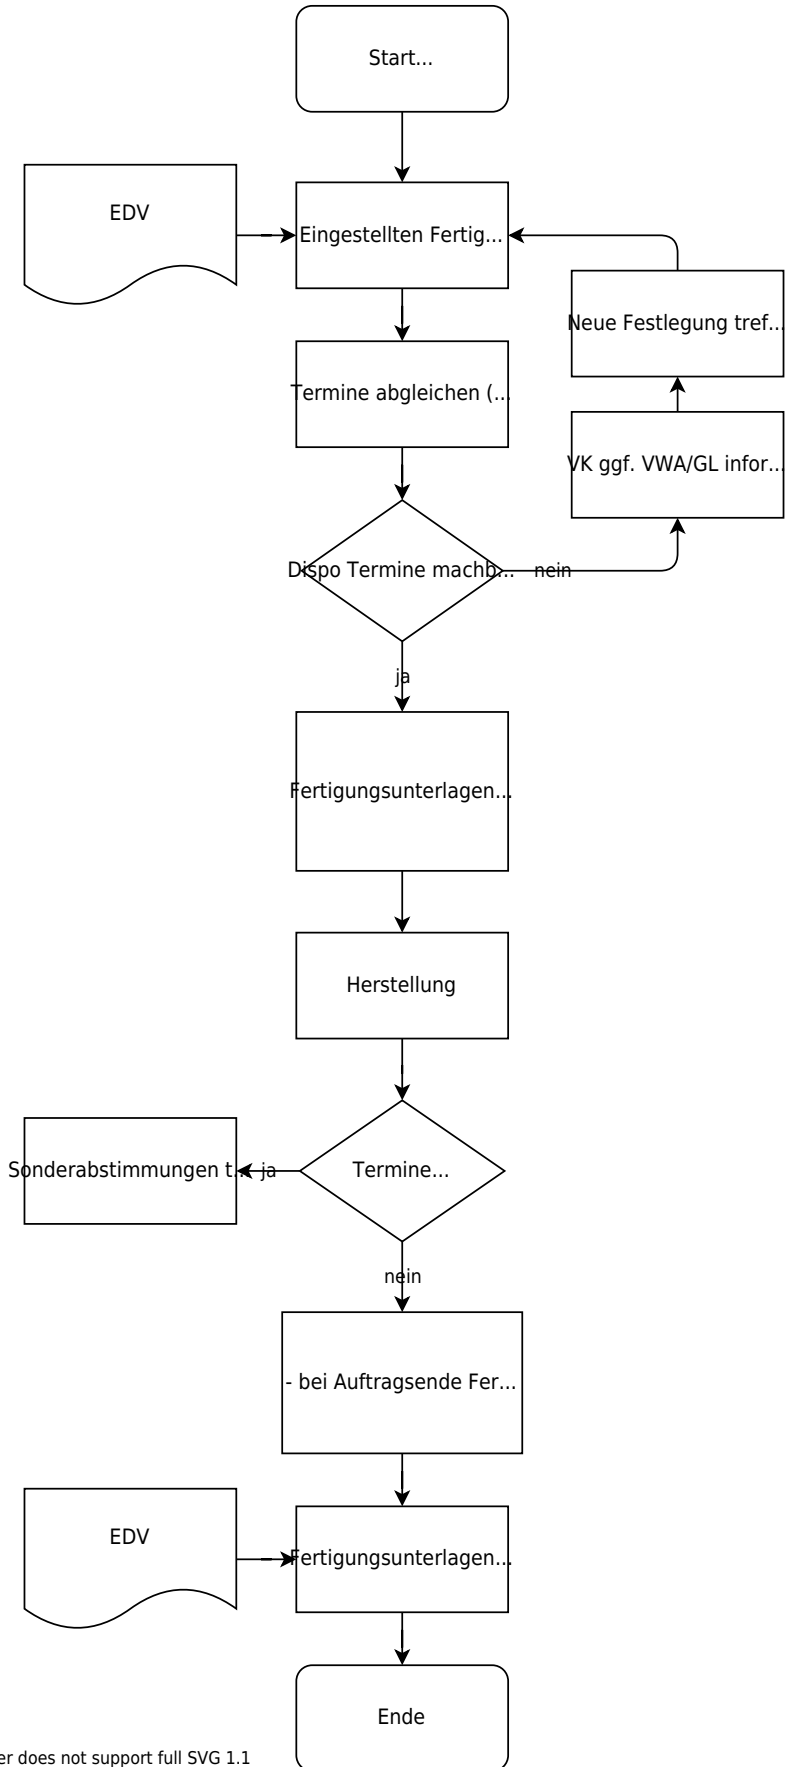 Start...
EDV
Eingestellten Fertig...
Neue Festlegung tref...
Termine abgleichen (...
VK ggf. VWA/GL infor...
Dispo Termine machb...
nein
ja
Fertigungsunterlagen...
Herstellung
Sonderabstimmungen t...
ja
Termine...
nein
- bei Auftragsende Fer...
EDV
Fertigungsunterlagen...
Ende
er does not support full SVG 1.1